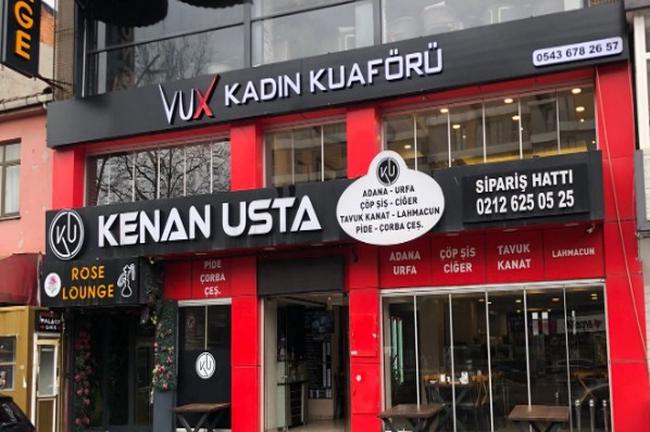 GE
0543 678 26 57
VUX KADIN KUAFÖRÜ
KU KENAN USTA
KU
ADANA - URFA
ÇÖP ŞİS - CİĞER
TAVUK KANAT - LAHMACUN
PİDE - ÇORBA ÇEŞ.
SİPARİŞ HATTI
0212 625 05 25
ROSE
LOUNGE
PİDE
ÇORBA
ÇEŞ.
ADANA
URFA
ÇÖP ŞİS
CİĞER
TAVUK
KANAT
LAHMACUN
KU